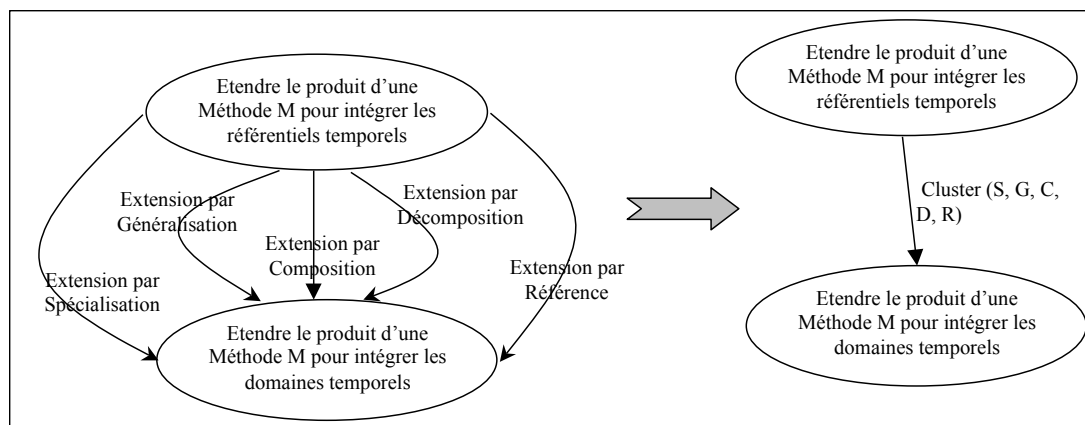 Etendre le produit d'une
Méthode M pour intégrer les
référentiels temporels
Extension par
Généralisation
Extension par
Décomposition
Extension par
Composition
Extension par
Spécialisation
Extension par
Référence
Etendre le produit d'une
Méthode M pour intégrer les
domaines temporels
Etendre le produit d'une
Méthode M pour intégrer les
référentiels temporels
Cluster (S, G, C,
D, R)
Etendre le produit d'une
Méthode M pour intégrer les
domaines temporels